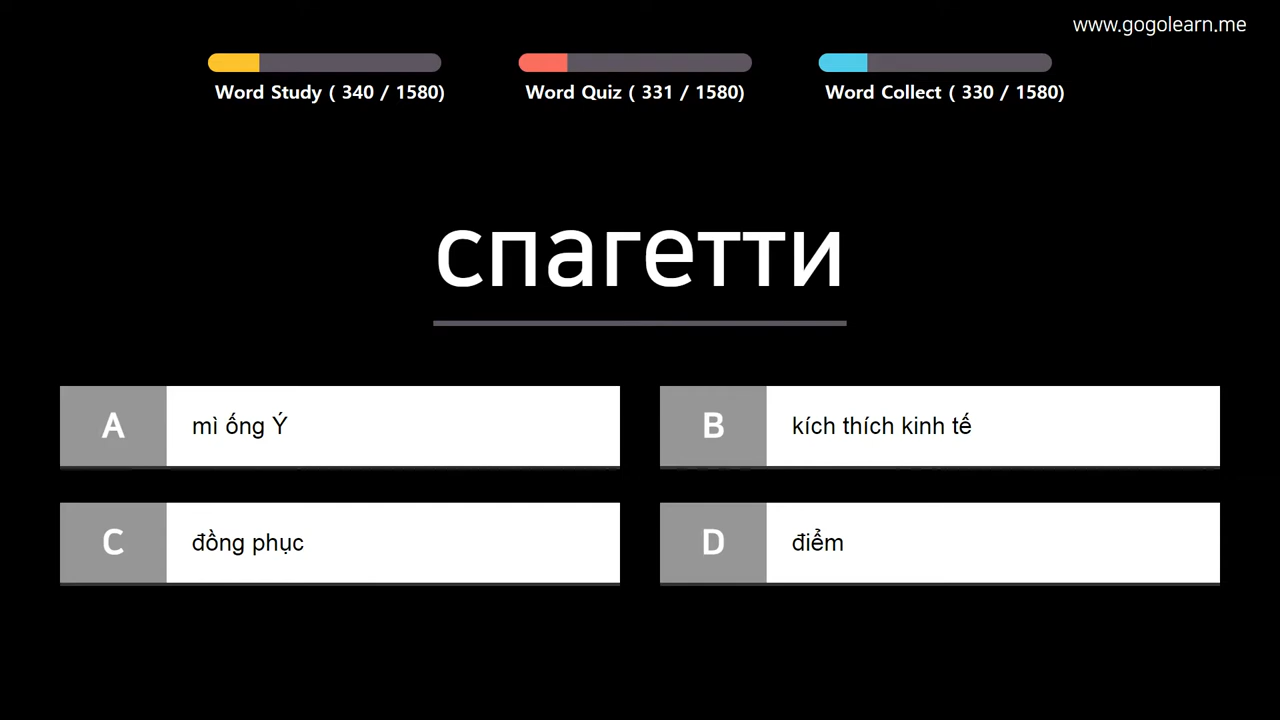 www.gogolearn.me
Word Study ( 340 / 1580)
Word Quiz ( 331 / 1580)
Word Collect ( 330 / 1580)
спагетти
A mì ống Ý
B kích thích kinh tế
C đồng phục
D điểm